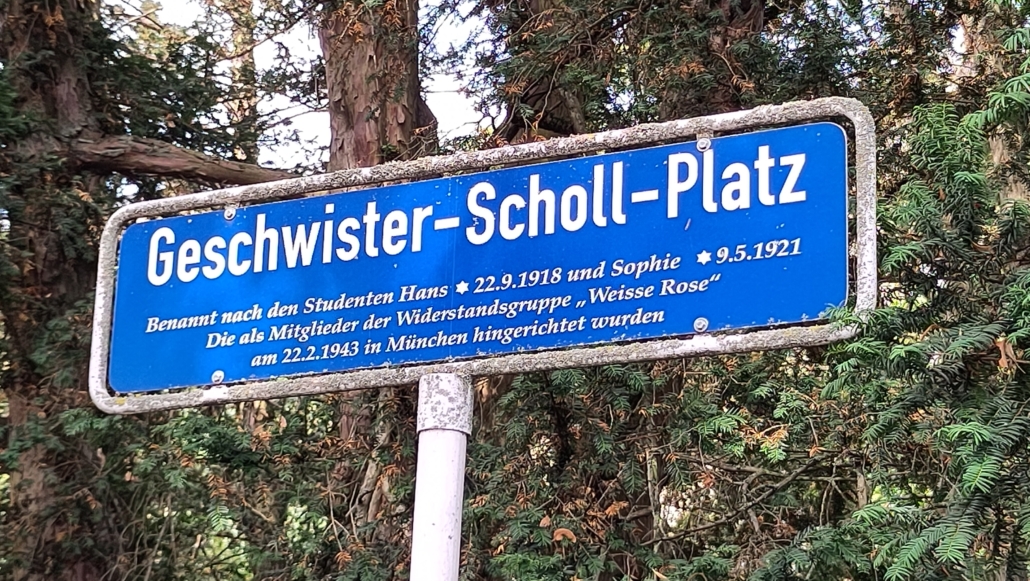 Geschwister-Scholl-Platz
Benannt nach den Studenten Hans ✶ 22.9.1918 und Sophie ✶ 9.5.1921
Die als Mitglieder der Widerstandsgruppe „Weisse Rose“
am 22.2.1943 in München hingerichtet wurden